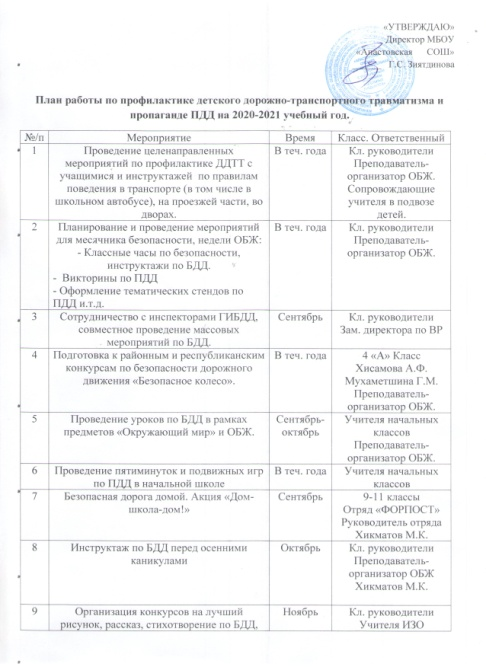 «УТВЕРЖДАЮ»
Директор МБОУ
«Апастовская СОШ»
Г.С. Зиятдинова
План работы по профилактике детского дорожно-транспортного травматизма и
пропаганде ПДД на 2020-2021 учебный год.
№/п Мероприятие Время Класс. Ответственный
1 Проведение целенаправленных мероприятий по профилактике ДДТТ с учащимися и инструктажей по правилам поведения в транспорте (в том числе в школьном автобусе), на проезжей части, во дворах. В теч. года Кл. руководители Преподаватель-организатор ОБЖ. Сопровождающие учителя в подвозе детей.
2 Планирование и проведение мероприятий для месячника безопасности, недели ОБЖ:
- Классные часы по безопасности, инструктажи по БДД.
- Викторины по ПДД
- Оформление тематических стендов по ПДД и.т.д. В теч. года Кл. руководители Преподаватель-организатор ОБЖ.
3 Сотрудничество с инспекторами ГИБДД, совместное проведение массовых мероприятий по БДД. Сентябрь Кл. руководители Зам. директора по ВР
4 Подготовка к районным и республиканским конкурсам по безопасности дорожного движения «Безопасное колесо». В теч. года 4 «А» Класс Хисамова А.Ф. Мухаметшина Г.М. Преподаватель-организатор ОБЖ.
5 Проведение уроков по БДД в рамках предметов «Окружающий мир» и ОБЖ. Сентябрь-октябрь Учителя начальных классов Преподаватель-организатор ОБЖ.
6 Проведение пятиминуток и подвижных игр по ПДД в начальной школе В теч. года Учителя начальных классов
7 Безопасная дорога домой. Акция «Дом-школа-дом!» Сентябрь 9-11 классы Отряд «ФОРПОСТ» Руководитель отряда Хикматов М.К.
8 Инструктаж по БДД перед осенними каникулами Октябрь Кл. руководители Преподаватель-организатор ОБЖ Хикматов М.К.
9 Организация конкурсов на лучший рисунок, рассказ, стихотворение по БДД, Ноябрь Кл. руководители Учителя ИЗО